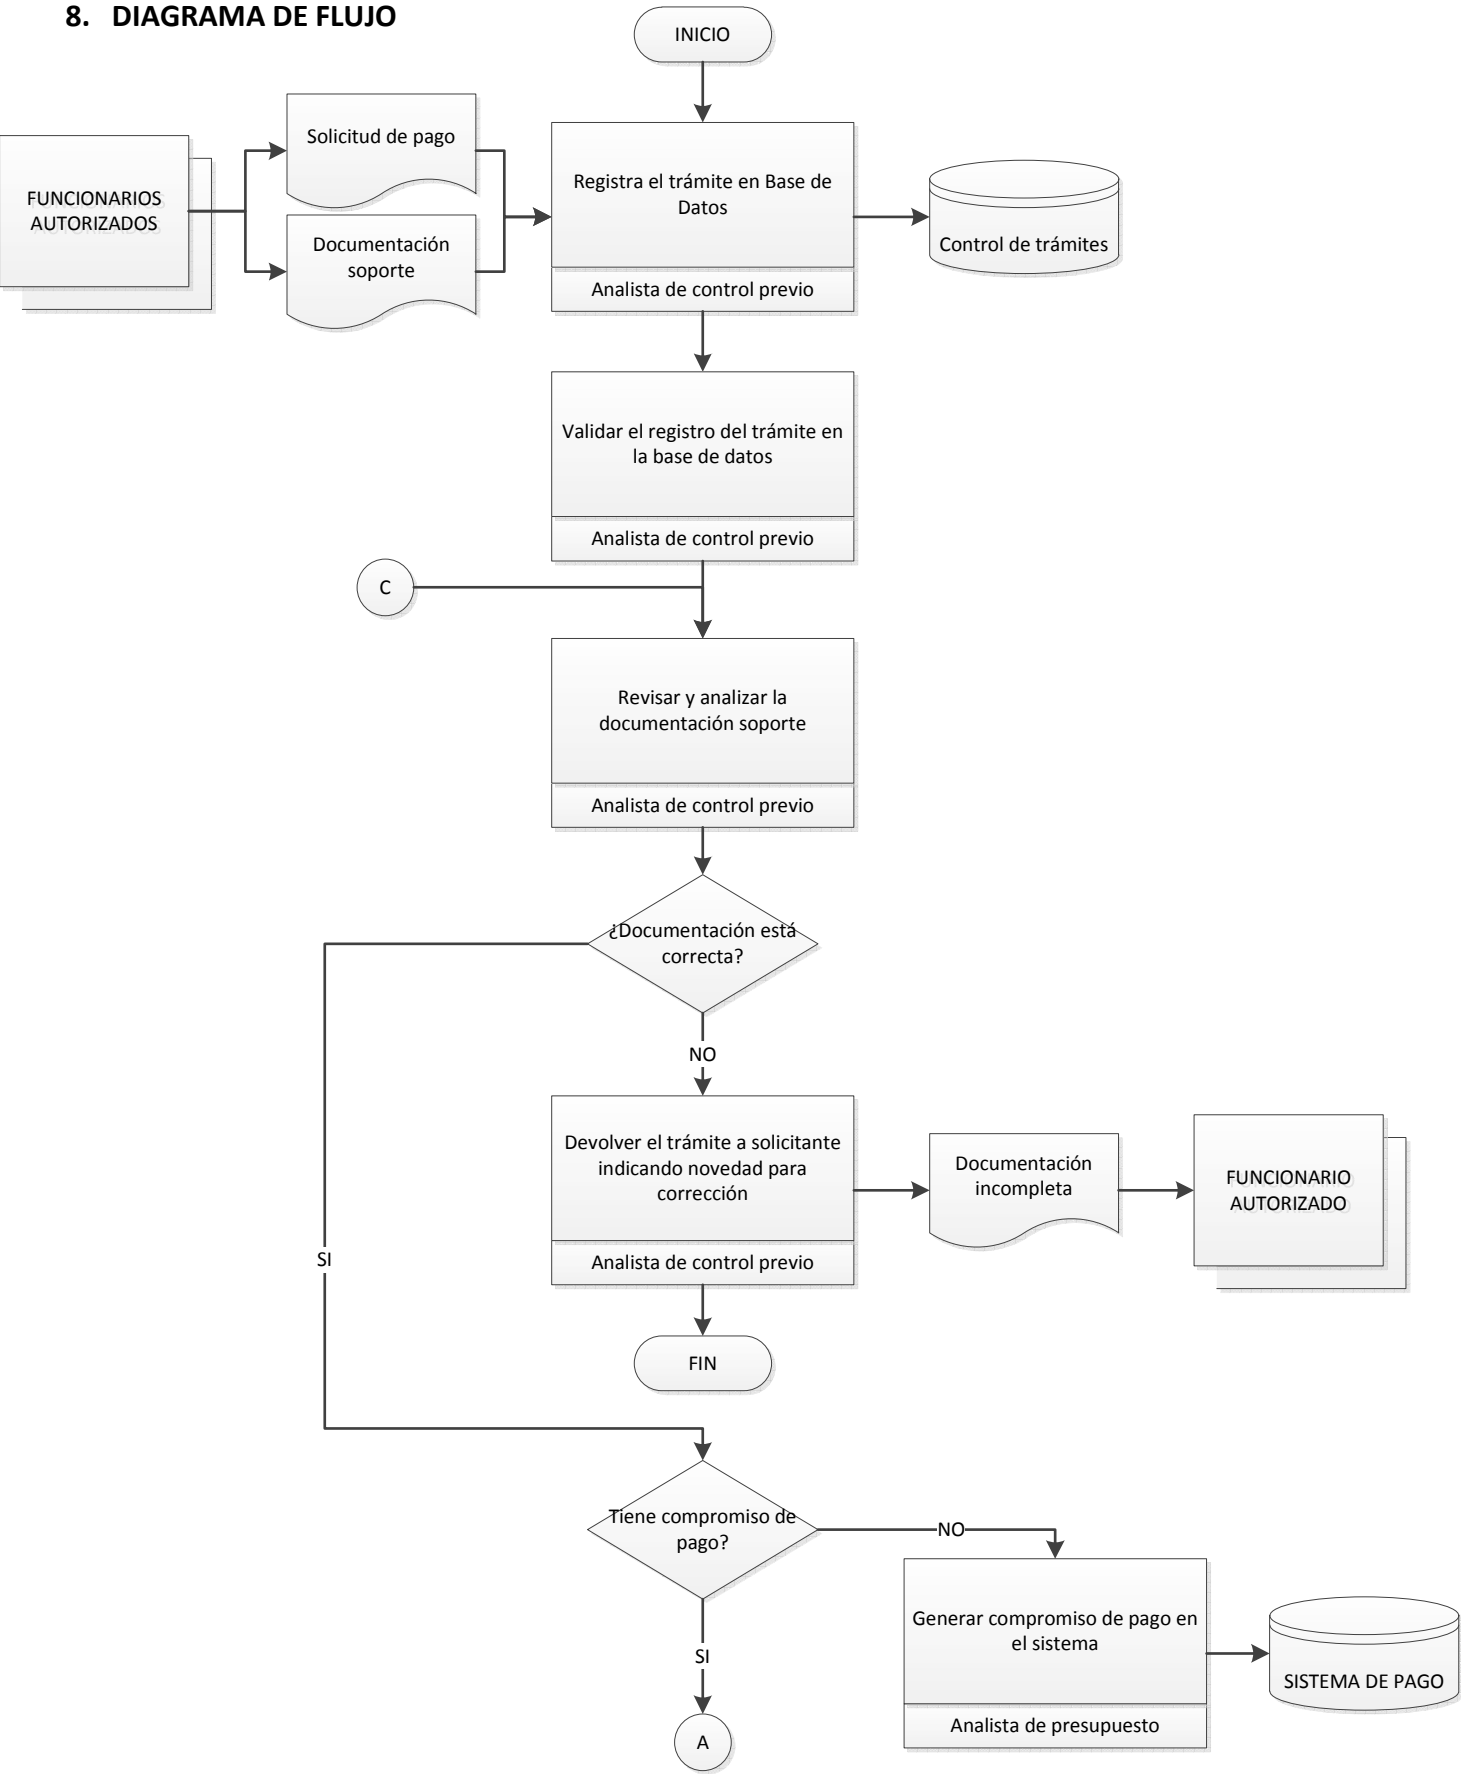 8. DIAGRAMA DE FLUJO
INICIO
FUNCIONARIOS
AUTORIZADOS
Solicitud de pago
Documentación
soporte
Registra el trámite en Base de
Datos
Analista de control previo
Control de trámites
Validar el registro del trámite en
la base de datos
Analista de control previo
C
Revisar y analizar la
documentación soporte
Analista de control previo
¿Documentación está
correcta?
NO
Devolver el trámite a solicitante
indicando novedad para
corrección
Analista de control previo
Documentación
incompleta
FUNCIONARIO
AUTORIZADO
SI
FIN
Tiene compromiso de
pago?
NO
Generar compromiso de pago en
el sistema
Analista de presupuesto
SISTEMA DE PAGO
SI
A